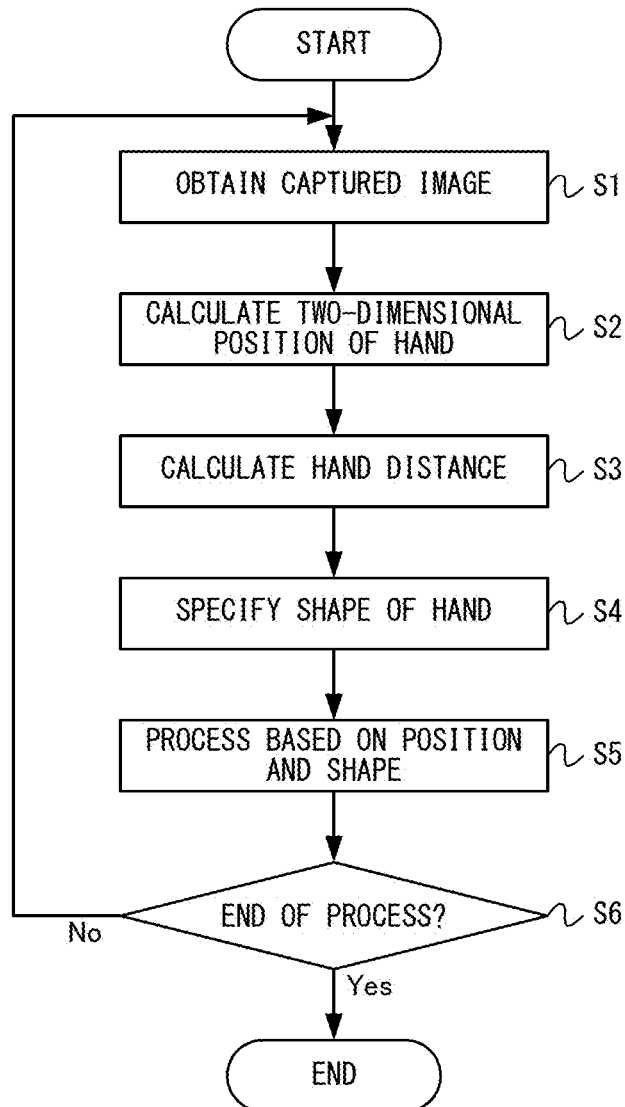 START
OBTAIN CAPTURED IMAGE
S1
CALCULATE TWO-DIMENSIONAL
POSITION OF HAND
S2
CALCULATE HAND DISTANCE
S3
SPECIFY SHAPE OF HAND
S4
PROCESS BASED ON POSITION
AND SHAPE
S5
END OF PROCESS?
S6
No
Yes
END